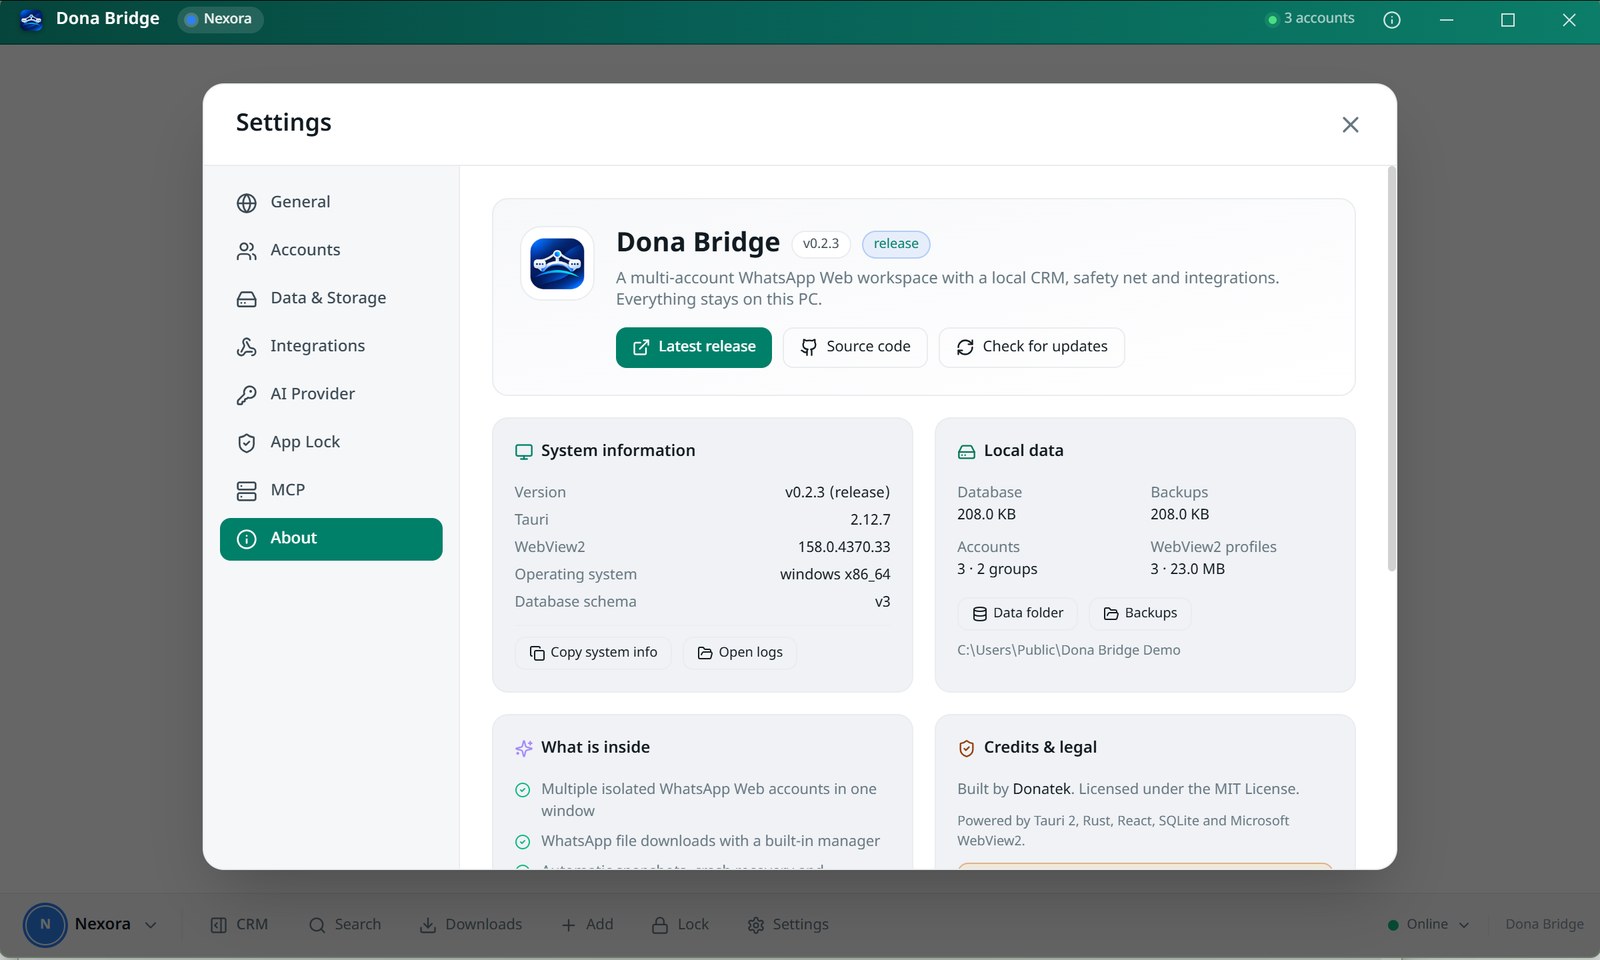 Dona Bridge
Nexora
3 accounts
Settings
General
Accounts
Data & Storage
Integrations
AI Provider
App Lock
MCP
About
Dona Bridge v0.2.3 release
A multi-account WhatsApp Web workspace with a local CRM, safety net and integrations.
Everything stays on this PC.
Latest release
Source code
Check for updates
System information
Version v0.2.3 (release)
Tauri 2.12.7
WebView2 158.0.4370.33
Operating system windows x86_64
Database schema v3
Copy system info
Open logs
Local data
Database Backups
208.0 KB 208.0 KB
Accounts WebView2 profiles
3 · 2 groups 3 · 23.0 MB
Data folder
Backups
C:\Users\Public\Dona Bridge Demo
What is inside
Multiple isolated WhatsApp Web accounts in one
window
WhatsApp file downloads with a built-in manager
Automatic snapshots, crash recovery and
Credits & legal
Built by Donatek. Licensed under the MIT License.
Powered by Tauri 2, Rust, React, SQLite and Microsoft
WebView2.
N
Nexora
CRM
Search
Downloads
Add
Lock
Settings
Online
Dona Bridge